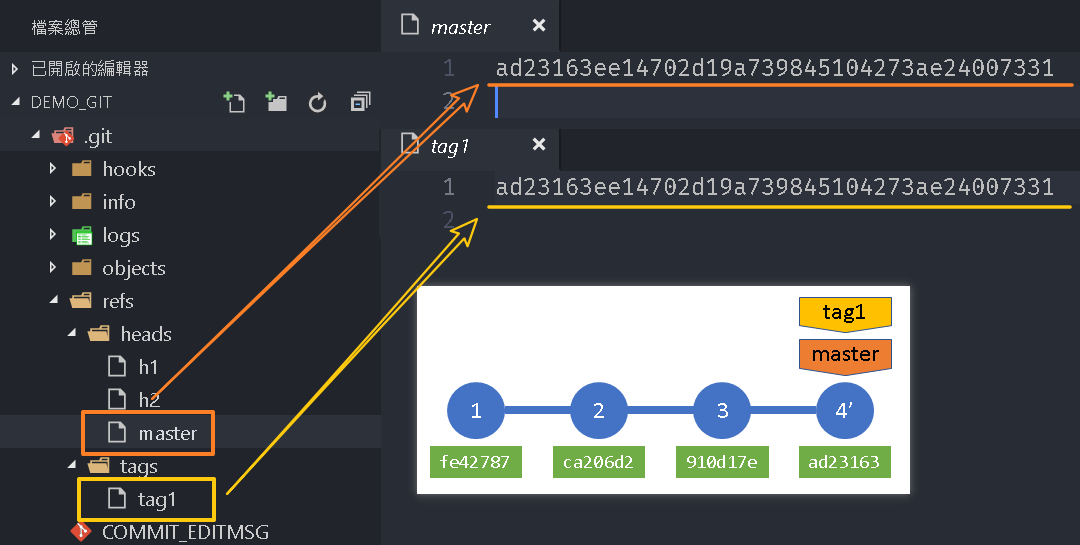 檔案總管
已開啟的編輯器
DEMO_GIT
.git
hooks
info
logs
objects
refs
heads
h1
h2
master
tags
tag1
COMMIT_EDITMSG
master ×
1 ad23163ee14702d19a739845104273ae24007331
2
tag1 ×
1 ad23163ee14702d19a739845104273ae24007331
2
tag1
master
1 2 3 4’
fe42787 ca206d2 910d17e ad23163